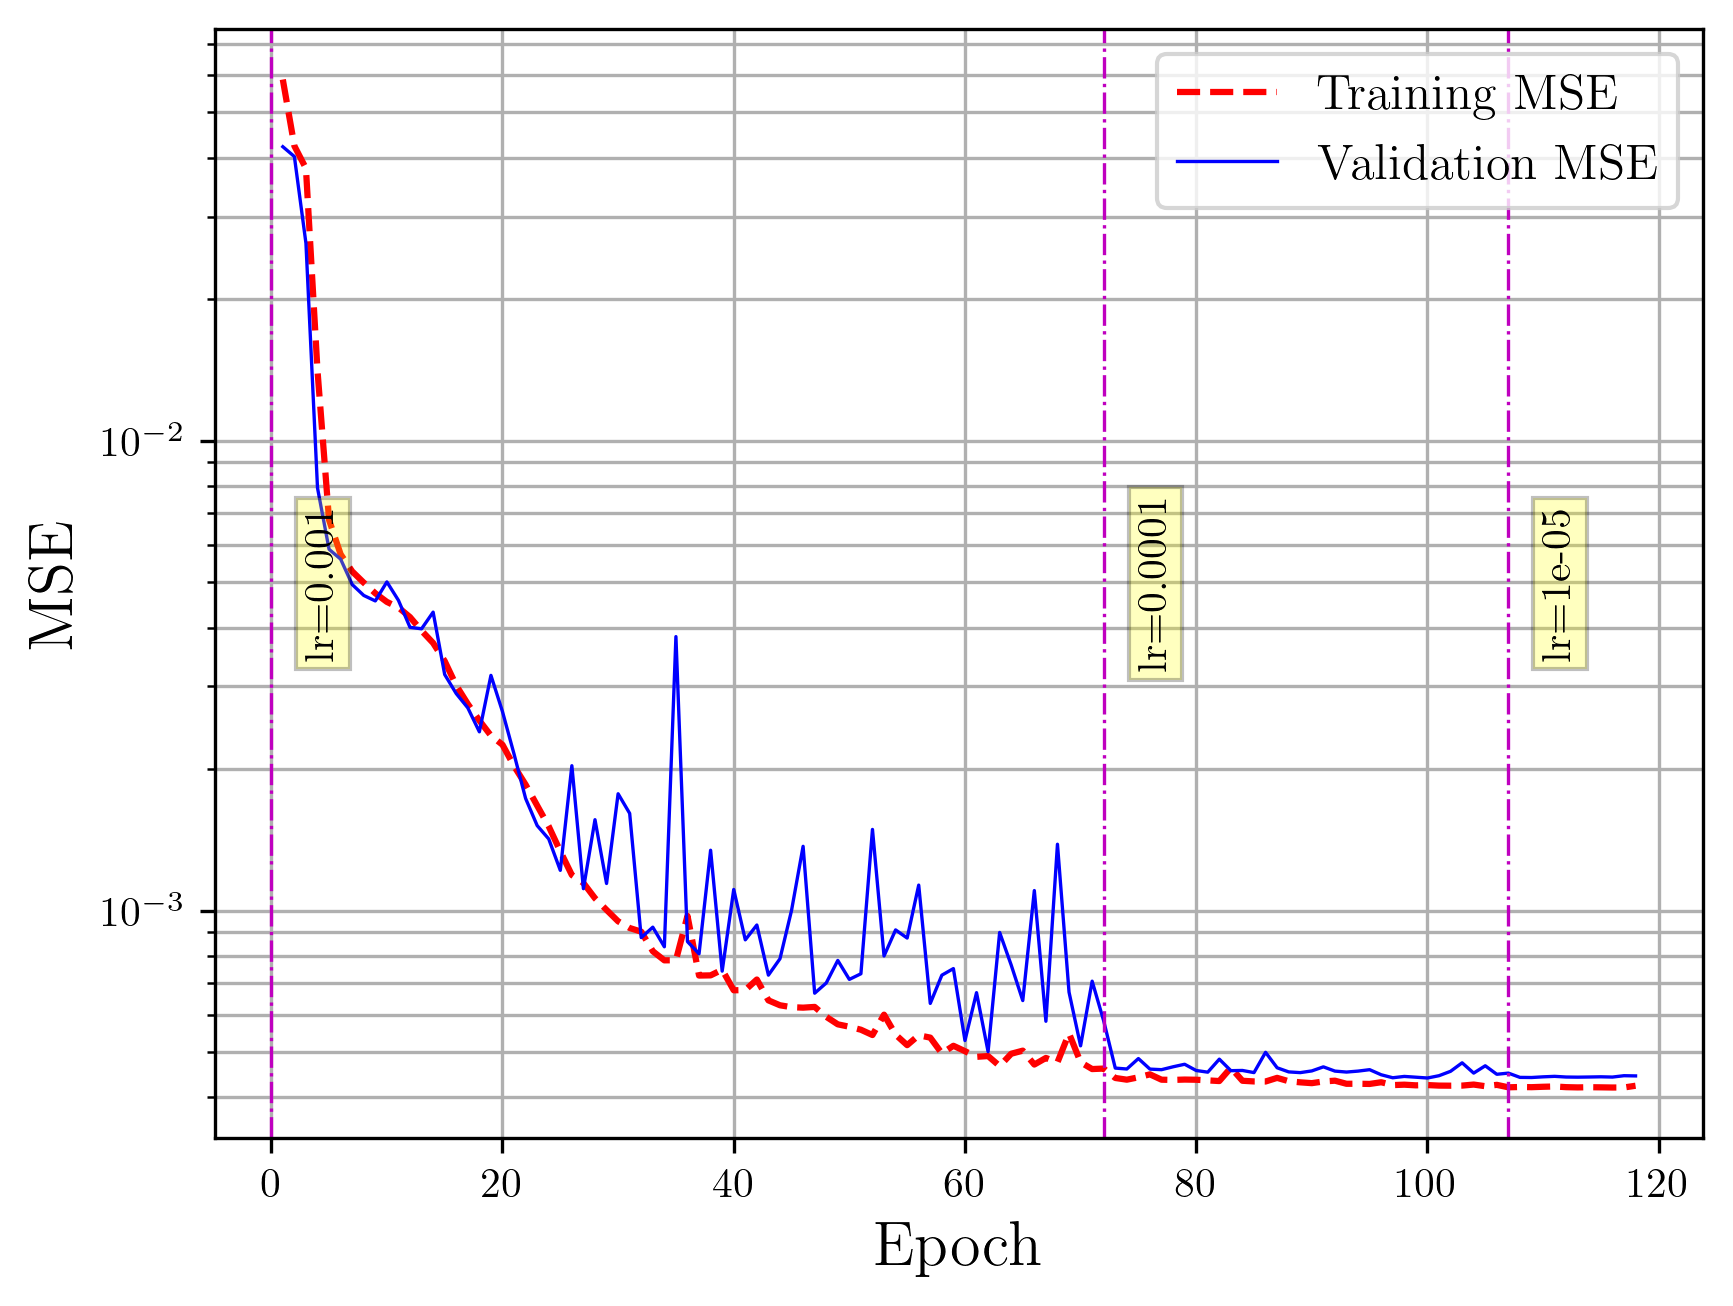 Training MSE
Validation MSE
MSE
10⁻²
10⁻³
lr=0.001
lr=0.0001
lr=1e-05
0 20 40 60 80 100 120
Epoch